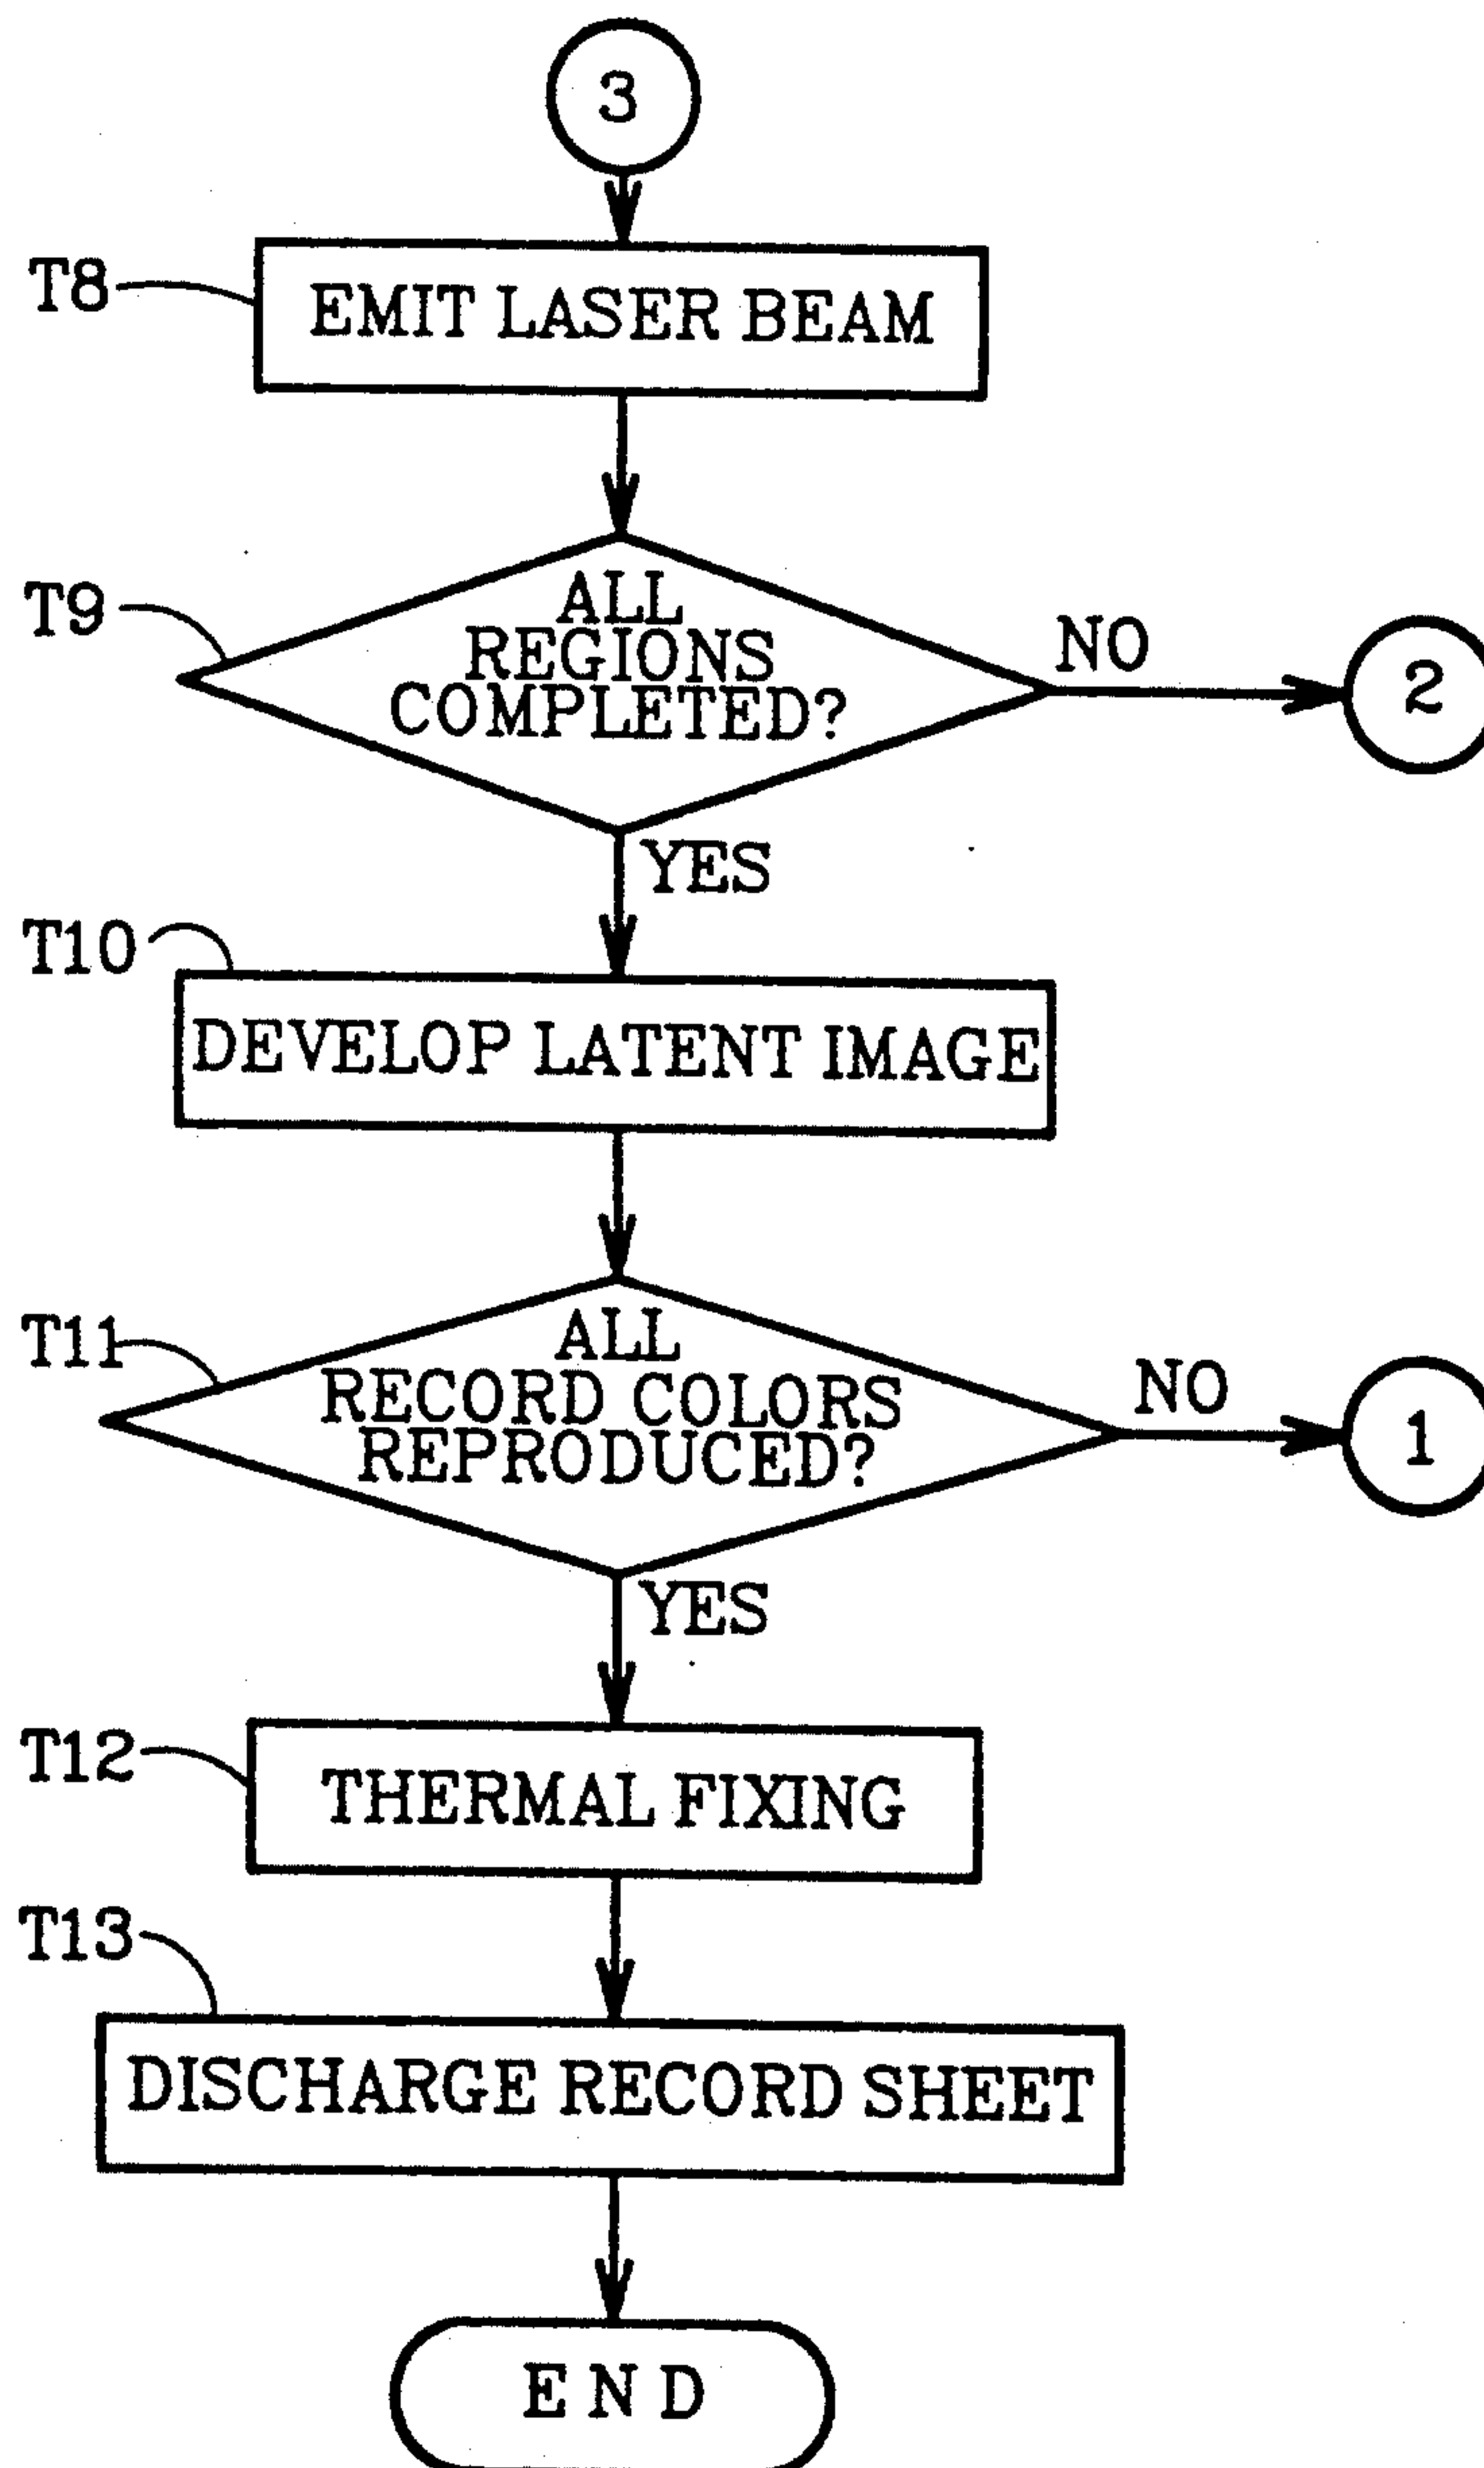 3
T8
EMIT LASER BEAM
T9
ALL
REGIONS
COMPLETED?
NO
2
YES
T10
DEVELOP LATENT IMAGE
T11
ALL
RECORD COLORS
REPRODUCED?
NO
1
YES
T12
THERMAL FIXING
T13
DISCHARGE RECORD SHEET
END